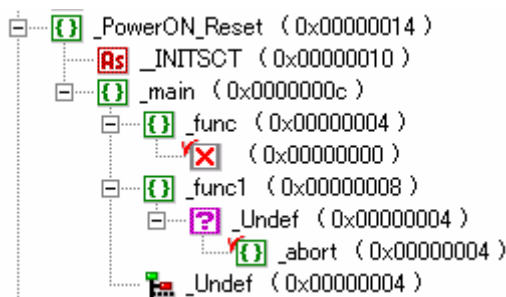 {} _PowerON_Reset （0x00000014）
As _INITSCT （0x00000010）
{} _main （0x0000000c）
{} _func （0x00000004）
（0x00000000）
{} _func1 （0x00000008）
? _Undef （0x00000004）
{} _abort （0x00000004）
_Undef （0x00000004）